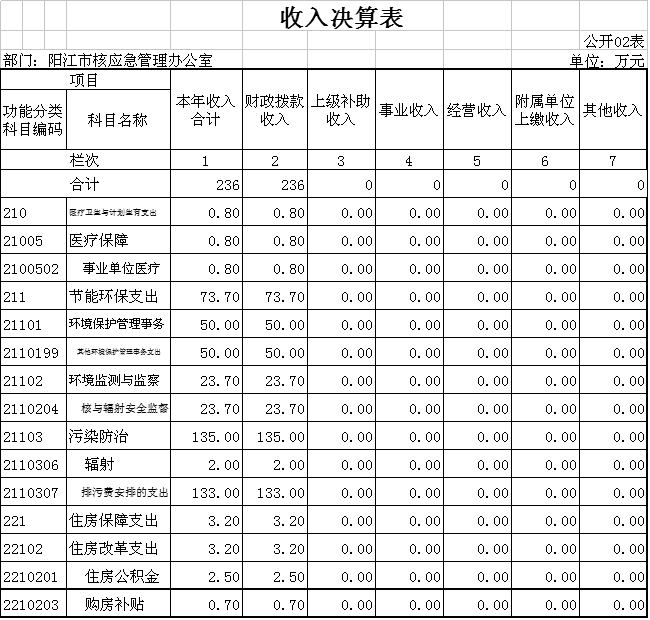 收入决算表
公开02表
部门：阳江市核应急管理办公室 单位：万元
项目 本年收入合计 财政拨款收入 上级补助收入 事业收入 经营收入 附属单位上缴收入 其他收入
功能分类科目编码 科目名称
栏次 1 2 3 4 5 6 7
合计 236 236 0 0 0 0 0
210 医疗卫生与计划生育支出 0.80 0.80 0.00 0.00 0.00 0.00 0.00
21005 医疗保障 0.80 0.80 0.00 0.00 0.00 0.00 0.00
2100502 事业单位医疗 0.80 0.80 0.00 0.00 0.00 0.00 0.00
211 节能环保支出 73.70 73.70 0.00 0.00 0.00 0.00 0.00
21101 环境保护管理事务 50.00 50.00 0.00 0.00 0.00 0.00 0.00
2110199 其他环境保护管理事务支出 50.00 50.00 0.00 0.00 0.00 0.00 0.00
21102 环境监测与监察 23.70 23.70 0.00 0.00 0.00 0.00 0.00
2110204 核与辐射安全监督 23.70 23.70 0.00 0.00 0.00 0.00 0.00
21103 污染防治 135.00 135.00 0.00 0.00 0.00 0.00 0.00
2110306 辐射 2.00 2.00 0.00 0.00 0.00 0.00 0.00
2110307 排污费安排的支出 133.00 133.00 0.00 0.00 0.00 0.00 0.00
221 住房保障支出 3.20 3.20 0.00 0.00 0.00 0.00 0.00
22102 住房改革支出 3.20 3.20 0.00 0.00 0.00 0.00 0.00
2210201 住房公积金 2.50 2.50 0.00 0.00 0.00 0.00 0.00
2210203 购房补贴 0.70 0.70 0.00 0.00 0.00 0.00 0.00